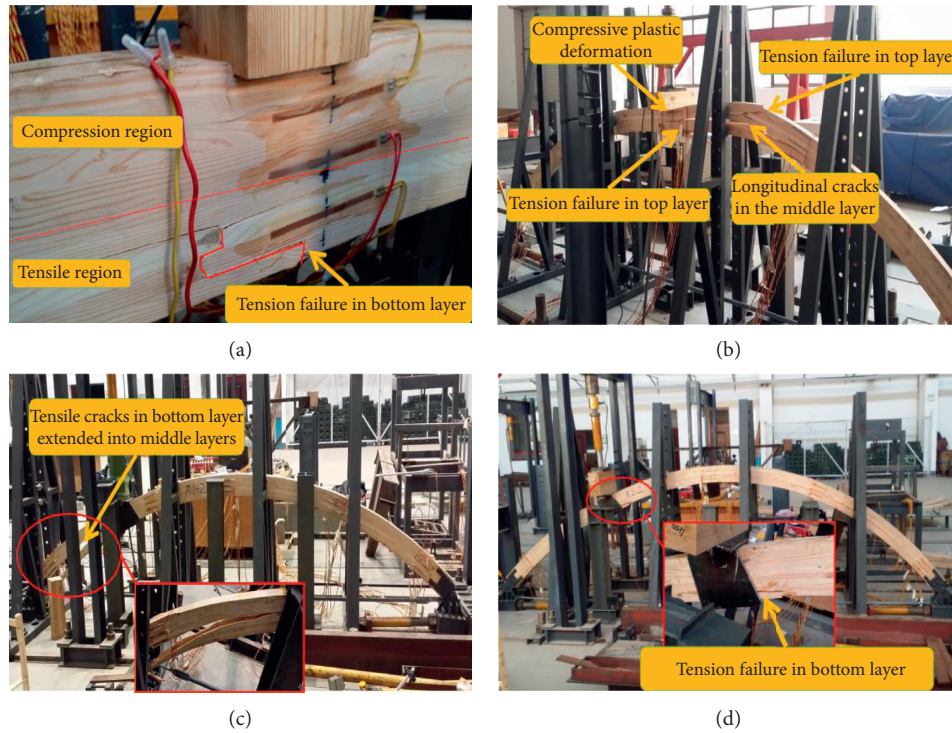 Compression region
Tensile region
Tension failure in bottom layer
(a)
Compressive plastic
deformation
Tension failure in top layer
Tension failure in top layer
Longitudinal cracks
in the middle layer
(b)
Tensile cracks in bottom layer
extended into middle layers
(c)
Tension failure in bottom layer
(d)